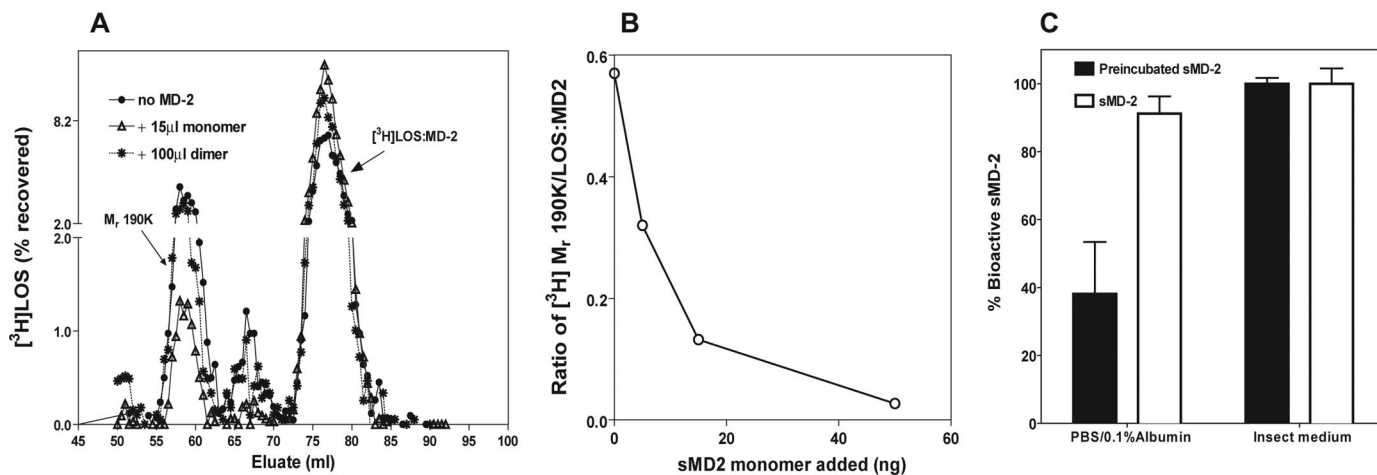 A
[³H]LOS (% recovered)
8.2
2.0
2.0
1.0
0.0
no MD-2
+ 15μl monomer
+ 100μl dimer
Mr 190K
[³H]LOS:MD-2
45 50 55 60 65 70 75 80 85 90 95 100
Eluate (ml)
B
Ratio of [³H] Mr 190K/LOS:MD2
0.6
0.4
0.2
0.0
0 20 40 60
sMD2 monomer added (ng)
C
% Bioactive sMD-2
Preincubated sMD-2
sMD-2
100
80
60
40
20
0
PBS/0.1%Albumin Insect medium